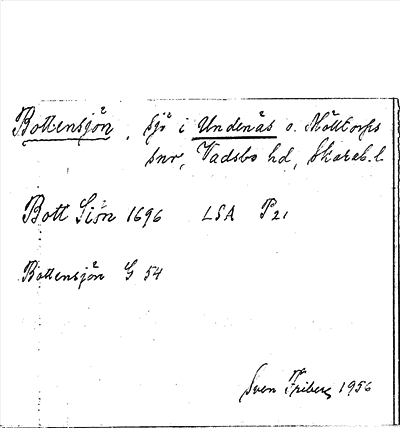 Bottensjön, Sjö i Undenäs o. Mölltorps
snr, Vadsbo hd, Skarab. l.
Bott Siön 1696 LSA P21
Bottensjön G 54
Sven Friberg 1956